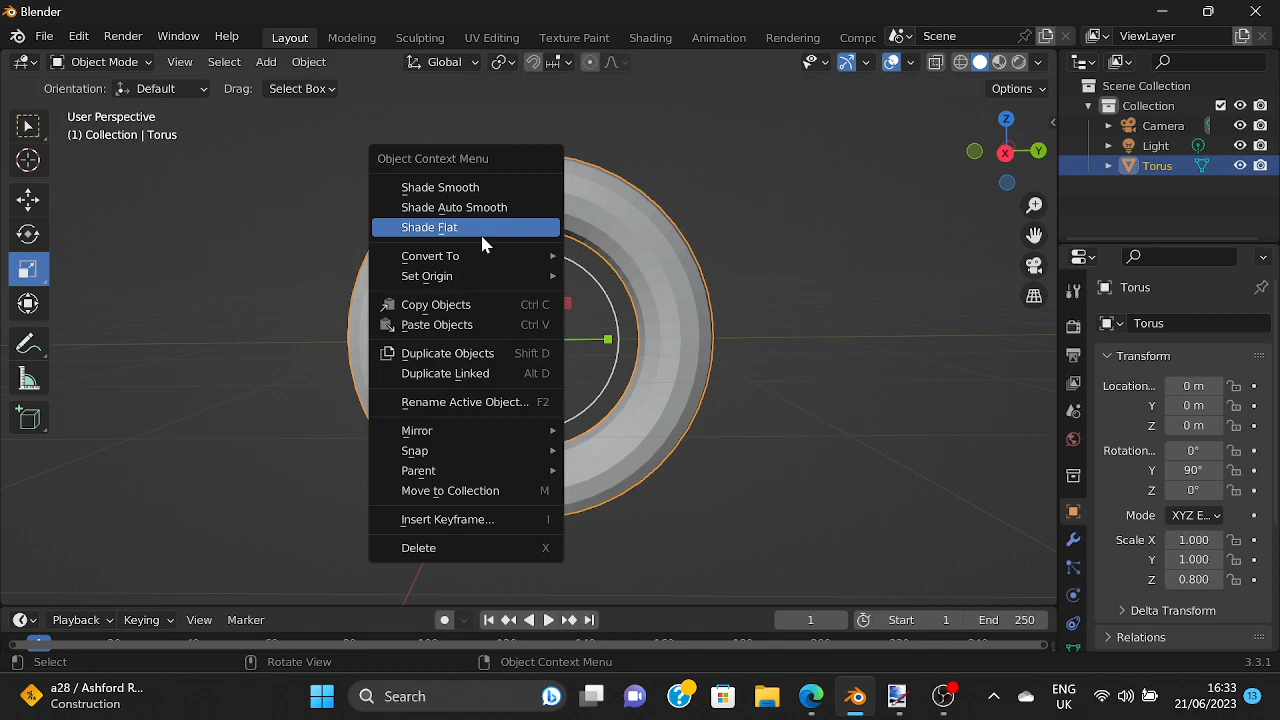 Blender
File Edit Render Window Help Layout Modeling Sculpting UV Editing Texture Paint Shading Animation Rendering Compc Scene ViewLayer
Object Mode View Select Add Object Global
Orientation: Default Drag: Select Box Options
User Perspective
(1) Collection | Torus
Z
Y
X
Object Context Menu
Shade Smooth
Shade Auto Smooth
Shade Flat
Convert To
Set Origin
Copy Objects Ctrl C
Paste Objects Ctrl V
Duplicate Objects Shift D
Duplicate Linked Alt D
Rename Active Object... F2
Mirror
Snap
Parent
Move to Collection M
Insert Keyframe... I
Delete X
Scene Collection
Collection
Camera
Light
Torus
Torus
Torus
Transform
Location... 0 m
Y 0 m
Z 0 m
Rotation... 0°
Y 90°
Z 0°
Mode XYZ E...
Scale X 1.000
Y 1.000
Z 0.800
Delta Transform
Relations
Playback Keying View Marker 1 Start 1 End 250
Select Rotate View Object Context Menu 3.3.1
a28 / Ashford R...
Construction
Search
ENG
UK
16:33
21/06/2023
13